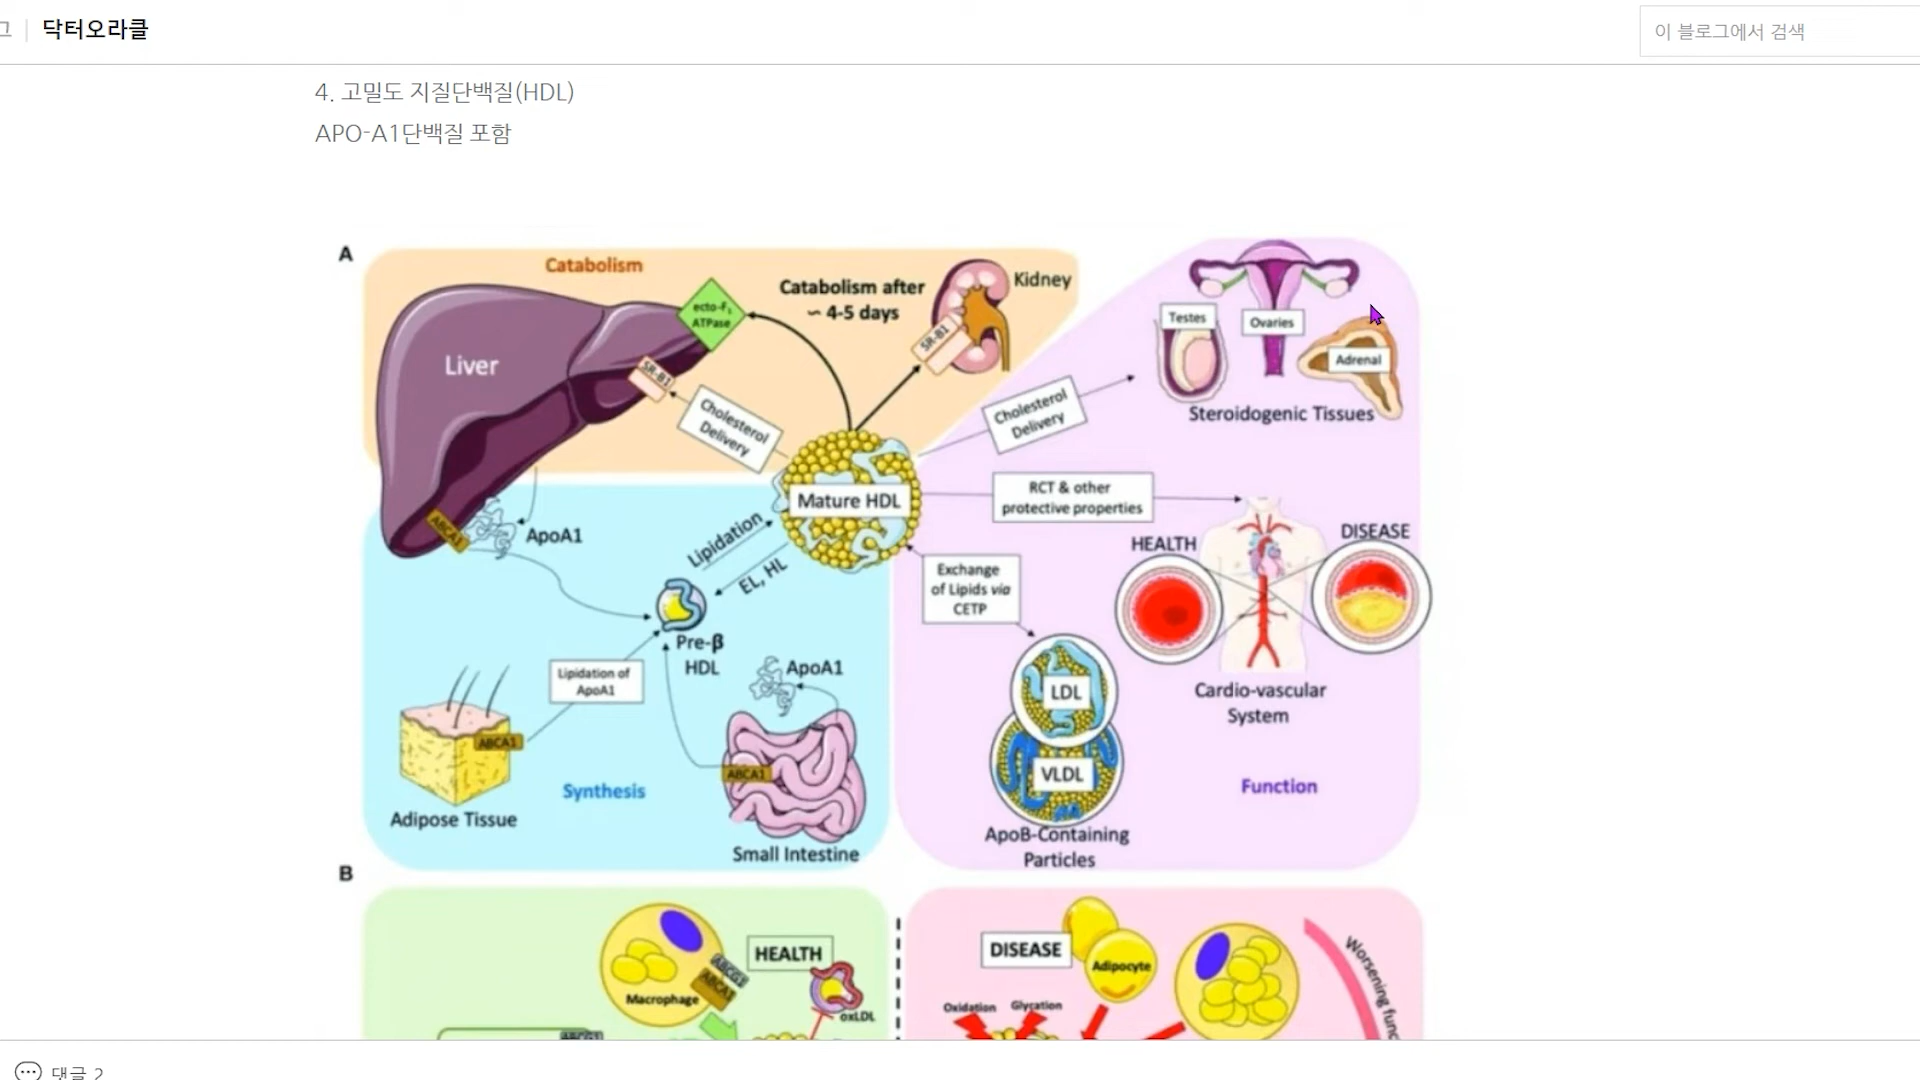 그
닥터오라클
이 블로그에서 검색
4. 고밀도 지질단백질(HDL)
APO-A1단백질 포함
A
Catabolism
ecto-F₁
ATPase
Catabolism after
~ 4-5 days
Kidney
SR-B1
Liver
SR-B1
Cholesterol
Delivery
Cholesterol
Delivery
Testes
Ovaries
Adrenal
Steroidogenic Tissues
Mature HDL
RCT & other
protective properties
ABCA1
ApoA1
Lipidation
EL, HL
Exchange
of Lipids via
CETP
HEALTH
DISEASE
Pre-β
HDL
Lipidation of
ApoA1
ApoA1
LDL
VLDL
Cardio-vascular
System
ABCA1
ABCA1
Adipose Tissue
Synthesis
Small Intestine
ApoB-Containing
Particles
Function
B
Macrophage
ABCG1
ABCA1
HEALTH
oxLDL
ABCG1
DISEASE
Adipocyte
Oxidation
Glycation
Worsening
댓글 2